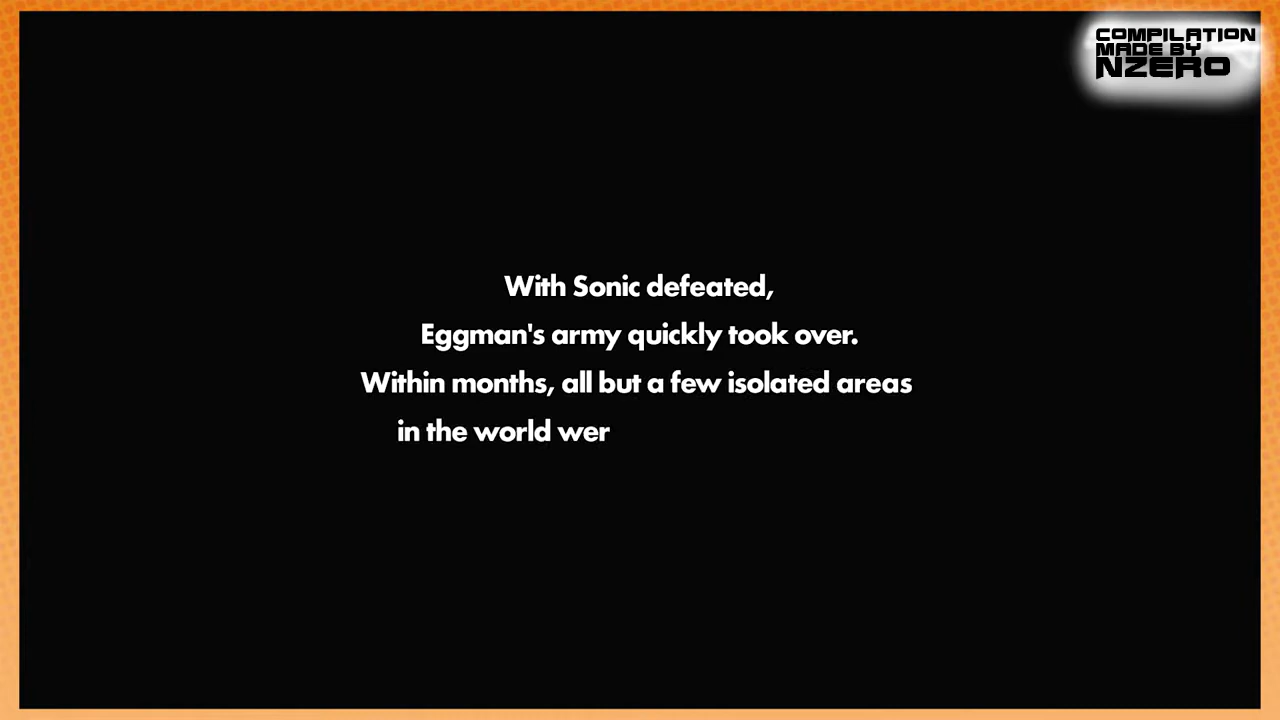 COMPILATION
MADE BY
NZERO
With Sonic defeated,
Eggman's army quickly took over.
Within months, all but a few isolated areas
in the world wer